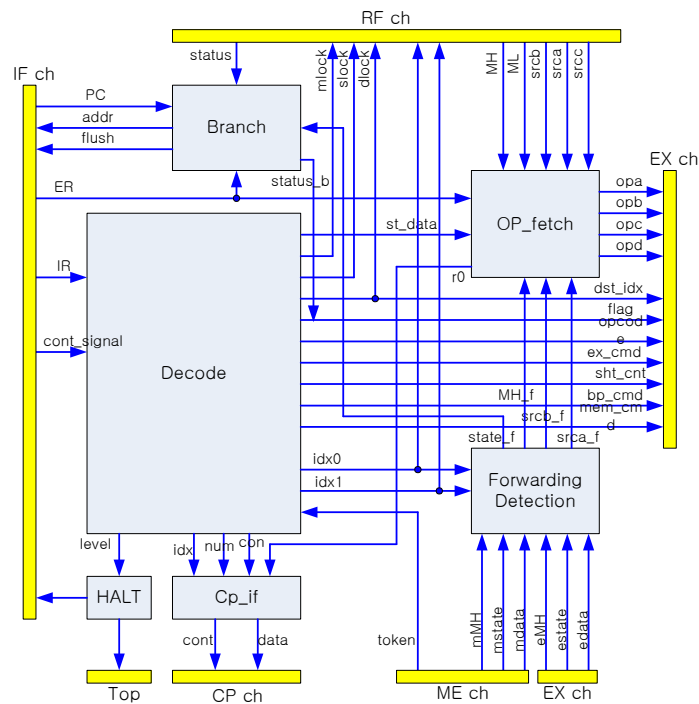 RF ch
IF ch
status
mlock
slock
dlock
MH
ML
srcb
srca
srcc
PC
addr
flush
Branch
EX ch
ER
status_b
opa
opb
opc
opd
OP_fetch
st_data
r0
IR
dst_idx
flag
opcod
e
cont_signal
Decode
ex_cmd
sht_cnt
MH_f
bp_cmd
srcb_f
mem_cm
d
state_f
srca_f
idx0
idx1
Forwarding
Detection
level
idx
num
con
HALT
Cp_if
cont
data
token
mMH
mstate
mdata
eMH
estate
edata
Top
CP ch
ME ch
EX ch